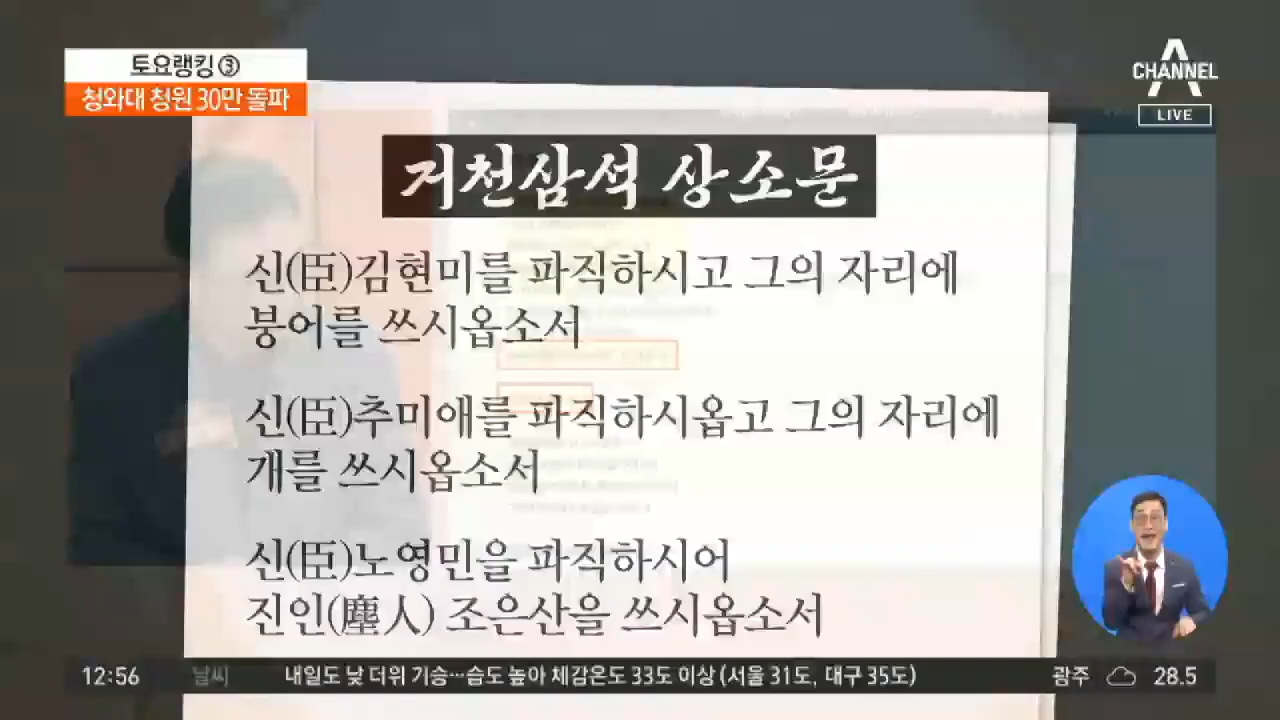 토요랭킹 ③
청와대 청원 30만 돌파
CHANNEL
LIVE
거천삼석 상소문
신(臣)김현미를 파직하시고 그의 자리에
붕어를 쓰시옵소서
신(臣)추미애를 파직하시옵고 그의 자리에
개를 쓰시옵소서
신(臣)노영민을 파직하시어
진인(塵人) 조은산을 쓰시옵소서
12:56 날씨 내일도 낮 더위 기승…습도 높아 체감온도 33도 이상 (서울 31도, 대구 35도) 광주 28.5